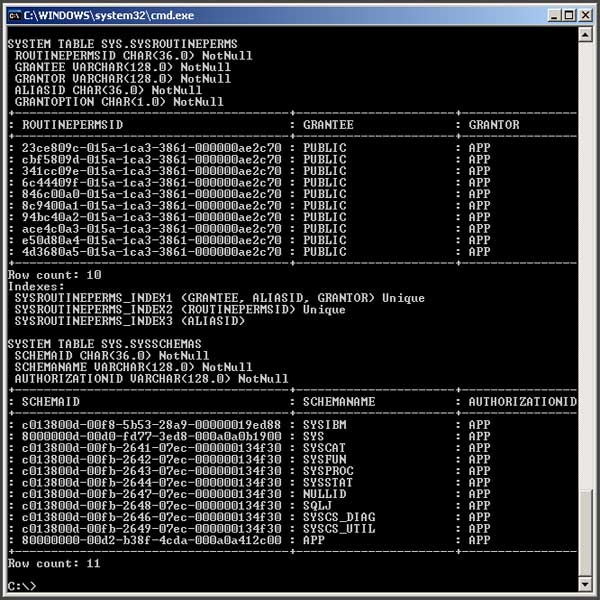 C:\WINDOWS\system32\cmd.exe
SYSTEM TABLE SYS.SYSROUTINEPERMS
ROUTINEPERMSID CHAR(36.0) NotNull
GRANTEE VARCHAR(128.0) NotNull
GRANTOR VARCHAR(128.0) NotNull
ALIASID CHAR(36.0) NotNull
GRANTOPTION CHAR(1.0) NotNull
: ROUTINEPERMSID : GRANTEE : GRANTOR
: 23ce809c-015a-1ca3-3861-000000ae2c70 : PUBLIC : APP
: cbf5809d-015a-1ca3-3861-000000ae2c70 : PUBLIC : APP
: 341cc09e-015a-1ca3-3861-000000ae2c70 : PUBLIC : APP
: 6c44409f-015a-1ca3-3861-000000ae2c70 : PUBLIC : APP
: 846c00a0-015a-1ca3-3861-000000ae2c70 : PUBLIC : APP
: 8c9400a1-015a-1ca3-3861-000000ae2c70 : PUBLIC : APP
: 94bc40a2-015a-1ca3-3861-000000ae2c70 : PUBLIC : APP
: ace4c0a3-015a-1ca3-3861-000000ae2c70 : PUBLIC : APP
: e50d80a4-015a-1ca3-3861-000000ae2c70 : PUBLIC : APP
: 4d3680a5-015a-1ca3-3861-000000ae2c70 : PUBLIC : APP
Row count: 10
Indexes:
SYSROUTINEPERMS_INDEX1 (GRANTEE, ALIASID, GRANTOR) Unique
SYSROUTINEPERMS_INDEX2 (ROUTINEPERMSID) Unique
SYSROUTINEPERMS_INDEX3 (ALIASID)
SYSTEM TABLE SYS.SYSSCHEMAS
SCHEMAID CHAR(36.0) NotNull
SCHEMANAME VARCHAR(128.0) NotNull
AUTHORIZATIONID VARCHAR(128.0) NotNull
: SCHEMAID : SCHEMANAME : AUTHORIZATIONID
: c013800d-00f8-5b53-28a9-00000019ed88 : SYSIBM : APP
: 8000000d-00d0-fd77-3ed8-000a0a0b1900 : SYS : APP
: c013800d-00fb-2641-07ec-000000134f30 : SYSCAT : APP
: c013800d-00fb-2642-07ec-000000134f30 : SYSFUN : APP
: c013800d-00fb-2643-07ec-000000134f30 : SYSPROC : APP
: c013800d-00fb-2644-07ec-000000134f30 : SYSSTAT : APP
: c013800d-00fb-2647-07ec-000000134f30 : NULLID : APP
: c013800d-00fb-2648-07ec-000000134f30 : SQLJ : APP
: c013800d-00fb-2646-07ec-000000134f30 : SYSCS_DIAG : APP
: c013800d-00fb-2649-07ec-000000134f30 : SYSCS_UTIL : APP
: 80000000-00d2-b38f-4cda-000a0a412c00 : APP : APP
Row count: 11
C:\>